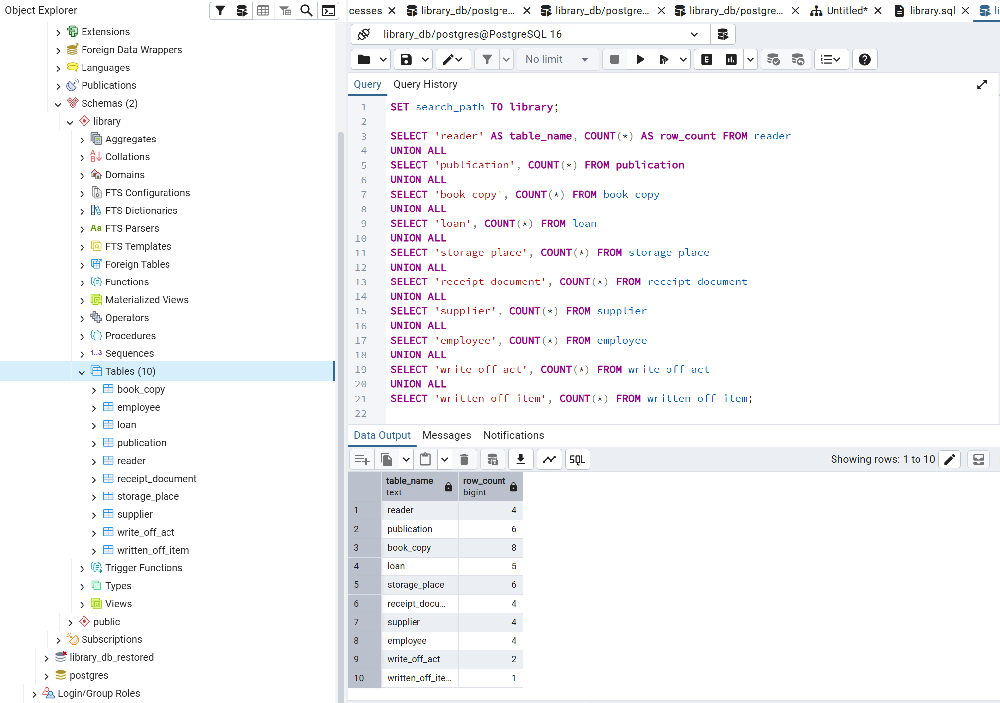 Object Explorer
Extensions
Foreign Data Wrappers
Languages
Publications
Schemas (2)
library
Aggregates
Collations
Domains
FTS Configurations
FTS Dictionaries
Aa FTS Parsers
FTS Templates
Foreign Tables
Functions
Materialized Views
Operators
Procedures
1..3 Sequences
Tables (10)
book_copy
employee
loan
publication
reader
receipt_document
storage_place
supplier
write_off_act
written_off_item
Trigger Functions
Types
Views
public
Subscriptions
library_db_restored
postgres
Login/Group Roles
cesses library_db/postgre... library_db/postgre... library_db/postgre... Untitled* library.sql li
library_db/postgres@PostgreSQL 16
No limit E
Query Query History
1 SET search_path TO library;
2
3 SELECT 'reader' AS table_name, COUNT(*) AS row_count FROM reader
4 UNION ALL
5 SELECT 'publication', COUNT(*) FROM publication
6 UNION ALL
7 SELECT 'book_copy', COUNT(*) FROM book_copy
8 UNION ALL
9 SELECT 'loan', COUNT(*) FROM loan
10 UNION ALL
11 SELECT 'storage_place', COUNT(*) FROM storage_place
12 UNION ALL
13 SELECT 'receipt_document', COUNT(*) FROM receipt_document
14 UNION ALL
15 SELECT 'supplier', COUNT(*) FROM supplier
16 UNION ALL
17 SELECT 'employee', COUNT(*) FROM employee
18 UNION ALL
19 SELECT 'write_off_act', COUNT(*) FROM write_off_act
20 UNION ALL
21 SELECT 'written_off_item', COUNT(*) FROM written_off_item;
22
Data Output Messages Notifications
SQL Showing rows: 1 to 10
table_name row_count
text bigint
1 reader 4
2 publication 6
3 book_copy 8
4 loan 5
5 storage_place 6
6 receipt_docu... 4
7 supplier 4
8 employee 4
9 write_off_act 2
10 written_off_ite... 1